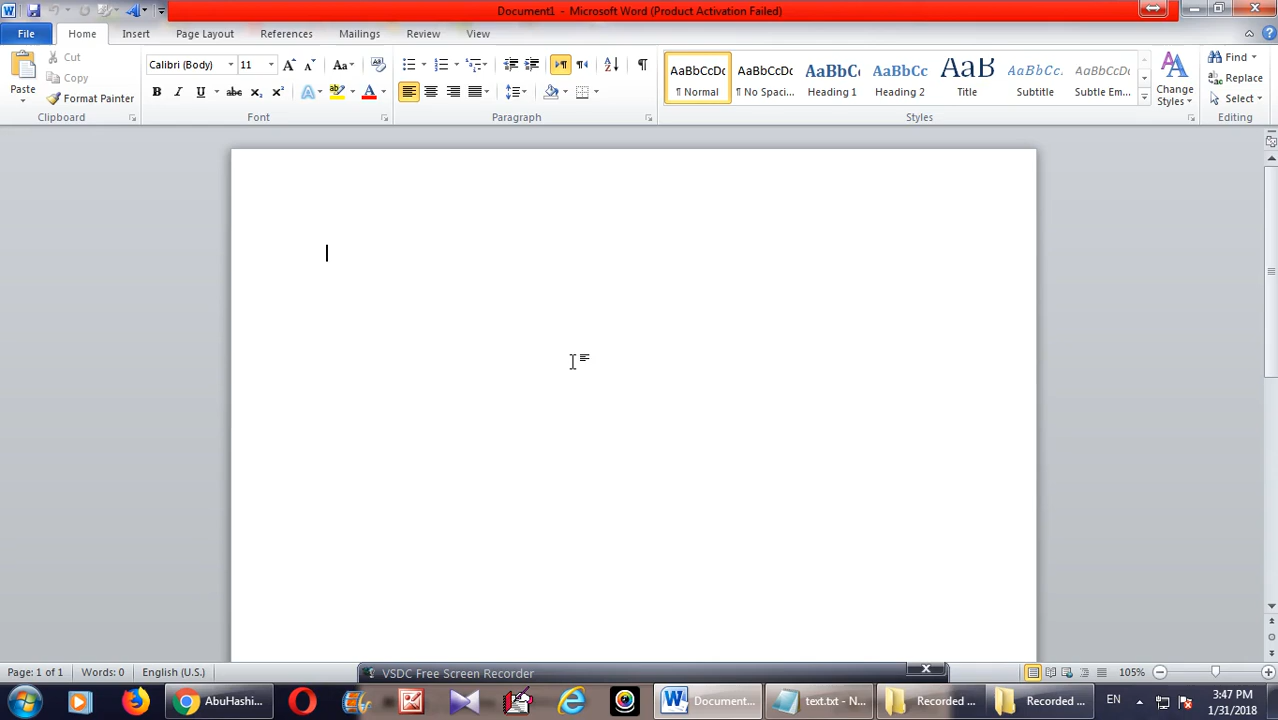 Document1 - Microsoft Word (Product Activation Failed)
File Home Insert Page Layout References Mailings Review View
Paste
Cut
Copy
Format Painter
Clipboard
Calibri (Body) 11
Font
Paragraph
AaBbCcDc AaBbCcDc AaBbCc AaBbCc AaB AaBbCc. AaBbCcDc
¶ Normal ¶ No Spaci... Heading 1 Heading 2 Title Subtitle Subtle Em...
Change Styles
Styles
Find
Replace
Select
Editing
Page: 1 of 1 Words: 0 English (U.S.)
VSDC Free Screen Recorder
105%
AbuHashi... Document... text.txt - N... Recorded ... Recorded ... EN
3:47 PM
1/31/2018